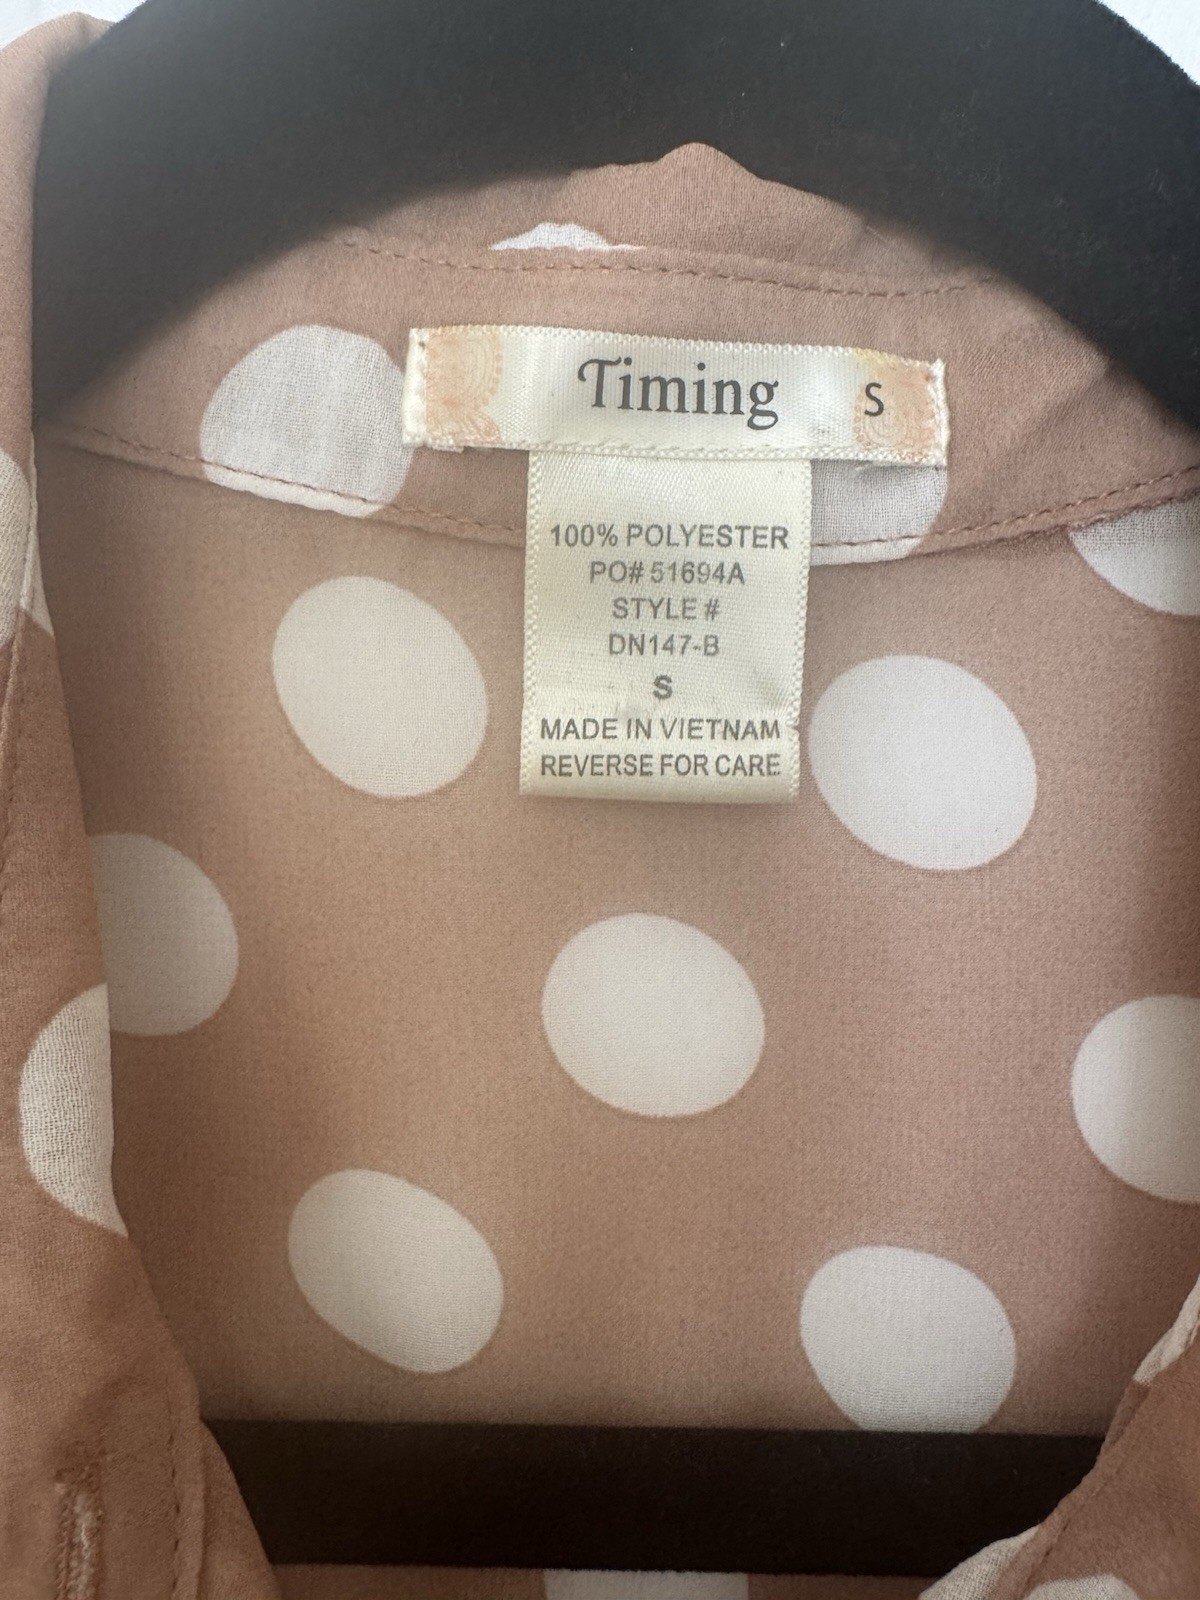 Timing S
100% POLYESTER
PO# 51694A
STYLE #
DN147-B
S
MADE IN VIETNAM
REVERSE FOR CARE